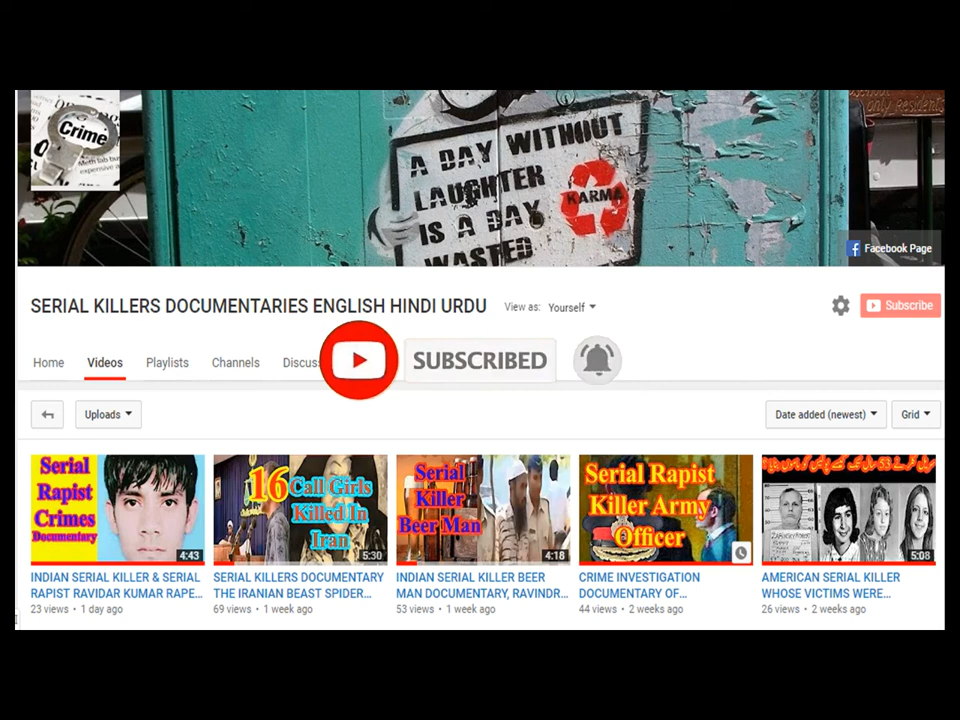 Crime
A DAY WITHOUT
LAUGHTER
IS A DAY
WASTED
KARMA
only Residents
Facebook Page
SERIAL KILLERS DOCUMENTARIES ENGLISH HINDI URDU
View as: Yourself
Subscribe
Home Videos Playlists Channels Discus
SUBSCRIBED
Uploads
Date added (newest) Grid
Serial
Rapist
Crimes
Documentary
4:43
16 Call Girls
Killed In
Iran
5:30
Serial
Killer
Beer Man
4:18
Serial Rapist
Killer Army
Officer
5:08
INDIAN SERIAL KILLER & SERIAL
RAPIST RAVIDAR KUMAR RAPE...
23 views • 1 day ago
SERIAL KILLERS DOCUMENTARY
THE IRANIAN BEAST SPIDER...
69 views • 1 week ago
INDIAN SERIAL KILLER BEER
MAN DOCUMENTARY, RAVINDR...
53 views • 1 week ago
CRIME INVESTIGATION
DOCUMENTARY OF...
44 views • 2 weeks ago
AMERICAN SERIAL KILLER
WHOSE VICTIMS WERE...
26 views • 2 weeks ago